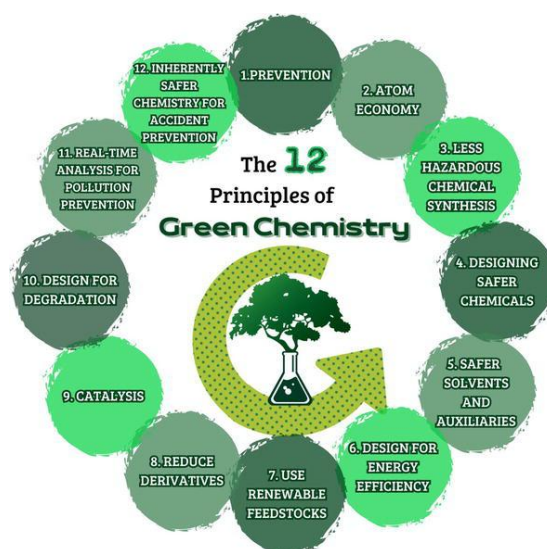 The 12
Principles of
Green Chemistry
1.PREVENTION
2. ATOM
ECONOMY
3. LESS
HAZARDOUS
CHEMICAL
SYNTHESIS
4. DESIGNING
SAFER
CHEMICALS
5. SAFER
SOLVENTS
AND
AUXILIARIES
6. DESIGN FOR
ENERGY
EFFICIENCY
7. USE
RENEWABLE
FEEDSTOCKS
8. REDUCE
DERIVATIVES
9. CATALYSIS
10. DESIGN FOR
DEGRADATION
11. REAL-TIME
ANALYSIS FOR
POLLUTION
PREVENTION
12. INHERENTLY
SAFER
CHEMISTRY FOR
ACCIDENT
PREVENTION